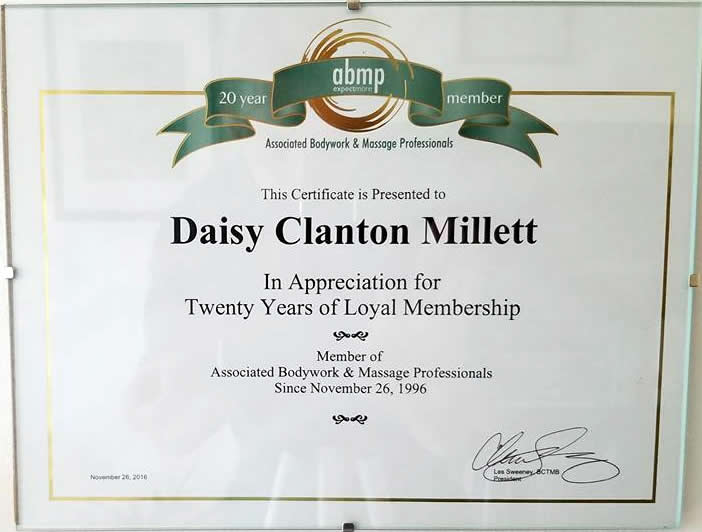 abmp
expectmore
20 year member
Associated Bodywork & Massage Professionals
This Certificate is Presented to
Daisy Clanton Millett
In Appreciation for
Twenty Years of Loyal Membership
Member of
Associated Bodywork & Massage Professionals
Since November 26, 1996
November 26, 2016
Les Sweeney, BCTMB
President